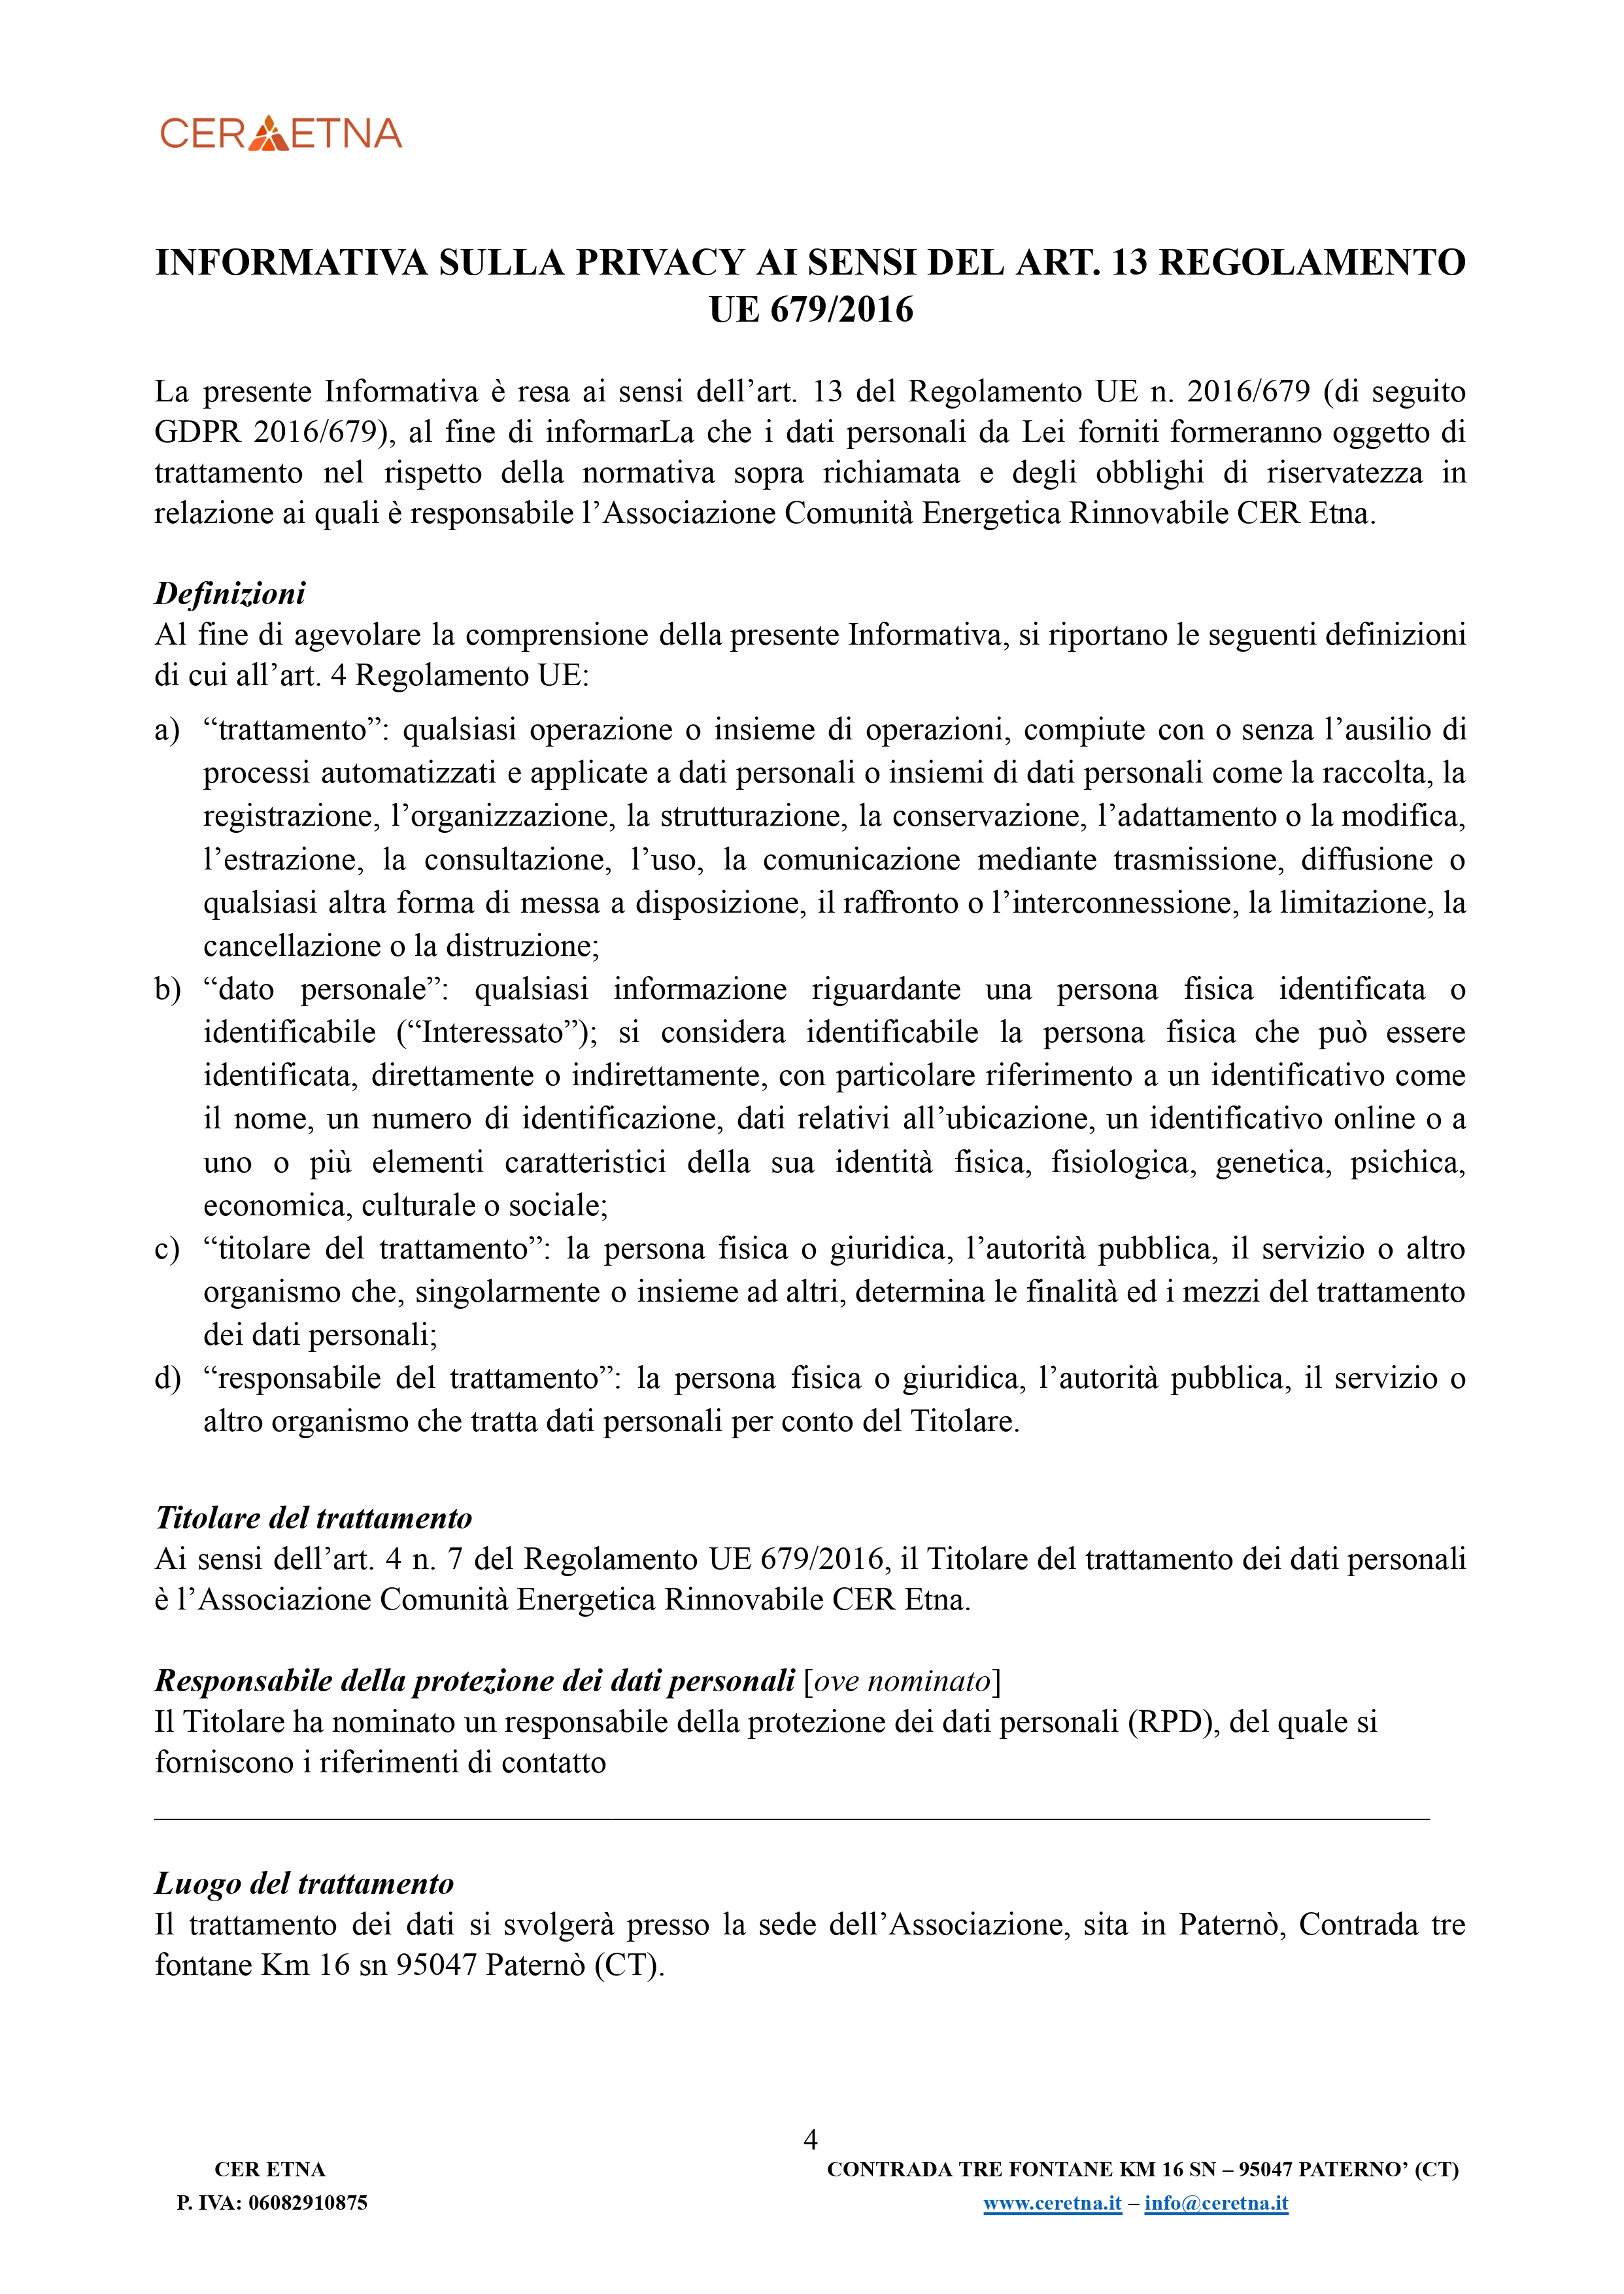 CER ETNA
INFORMATIVA SULLA PRIVACY AI SENSI DEL ART. 13 REGOLAMENTO
UE 679/2016
La presente Informativa è resa ai sensi dell’art. 13 del Regolamento UE n. 2016/679 (di seguito
GDPR 2016/679), al fine di informarLa che i dati personali da Lei forniti formeranno oggetto di
trattamento nel rispetto della normativa sopra richiamata e degli obblighi di riservatezza in
relazione ai quali è responsabile l’Associazione Comunità Energetica Rinnovabile CER Etna.
Definizioni
Al fine di agevolare la comprensione della presente Informativa, si riportano le seguenti definizioni
di cui all’art. 4 Regolamento UE:
a) “trattamento”: qualsiasi operazione o insieme di operazioni, compiute con o senza l’ausilio di
processi automatizzati e applicate a dati personali o insiemi di dati personali come la raccolta, la
registrazione, l’organizzazione, la strutturazione, la conservazione, l’adattamento o la modifica,
l’estrazione, la consultazione, l’uso, la comunicazione mediante trasmissione, diffusione o
qualsiasi altra forma di messa a disposizione, il raffronto o l’interconnessione, la limitazione, la
cancellazione o la distruzione;
b) “dato personale”: qualsiasi informazione riguardante una persona fisica identificata o
identificabile (“Interessato”); si considera identificabile la persona fisica che può essere
identificata, direttamente o indirettamente, con particolare riferimento a un identificativo come
il nome, un numero di identificazione, dati relativi all’ubicazione, un identificativo online o a
uno o più elementi caratteristici della sua identità fisica, fisiologica, genetica, psichica,
economica, culturale o sociale;
c) “titolare del trattamento”: la persona fisica o giuridica, l’autorità pubblica, il servizio o altro
organismo che, singolarmente o insieme ad altri, determina le finalità ed i mezzi del trattamento
dei dati personali;
d) “responsabile del trattamento”: la persona fisica o giuridica, l’autorità pubblica, il servizio o
altro organismo che tratta dati personali per conto del Titolare.
Titolare del trattamento
Ai sensi dell’art. 4 n. 7 del Regolamento UE 679/2016, il Titolare del trattamento dei dati personali
è l’Associazione Comunità Energetica Rinnovabile CER Etna.
Responsabile della protezione dei dati personali [ove nominato]
Il Titolare ha nominato un responsabile della protezione dei dati personali (RPD), del quale si
forniscono i riferimenti di contatto
Luogo del trattamento
Il trattamento dei dati si svolgerà presso la sede dell’Associazione, sita in Paternò, Contrada tre
fontane Km 16 sn 95047 Paternò (CT).
4
CER ETNA
P. IVA: 06082910875
CONTRADA TRE FONTANE KM 16 SN – 95047 PATERNO’ (CT)
www.ceretna.it – info@ceretna.it